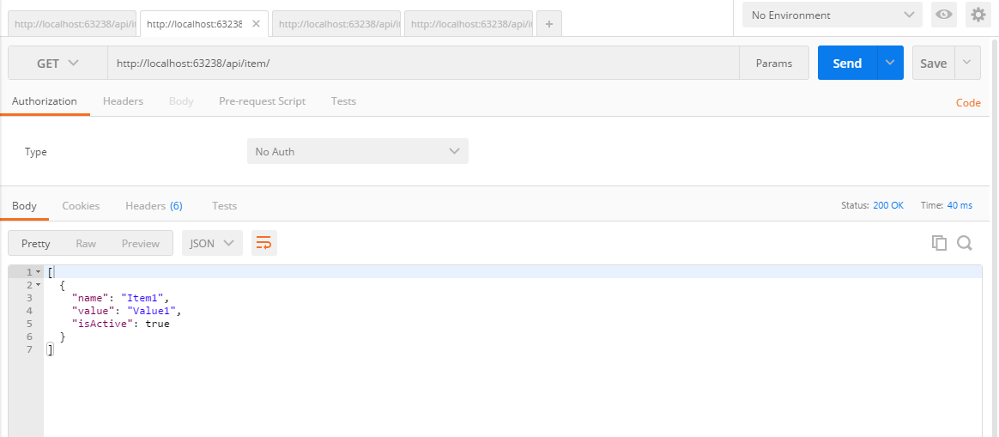 http://localhost:63238/api/it http://localhost:63238 × http://localhost:63238/api/it http://localhost:63238/api/it + No Environment
GET http://localhost:63238/api/item/ Params Send Save
Authorization Headers Body Pre-request Script Tests Code
Type No Auth
Body Cookies Headers (6) Tests Status: 200 OK Time: 40 ms
Pretty Raw Preview JSON
1 [
2 {
3 "name": "Item1",
4 "value": "Value1",
5 "isActive": true
6 }
7 ]